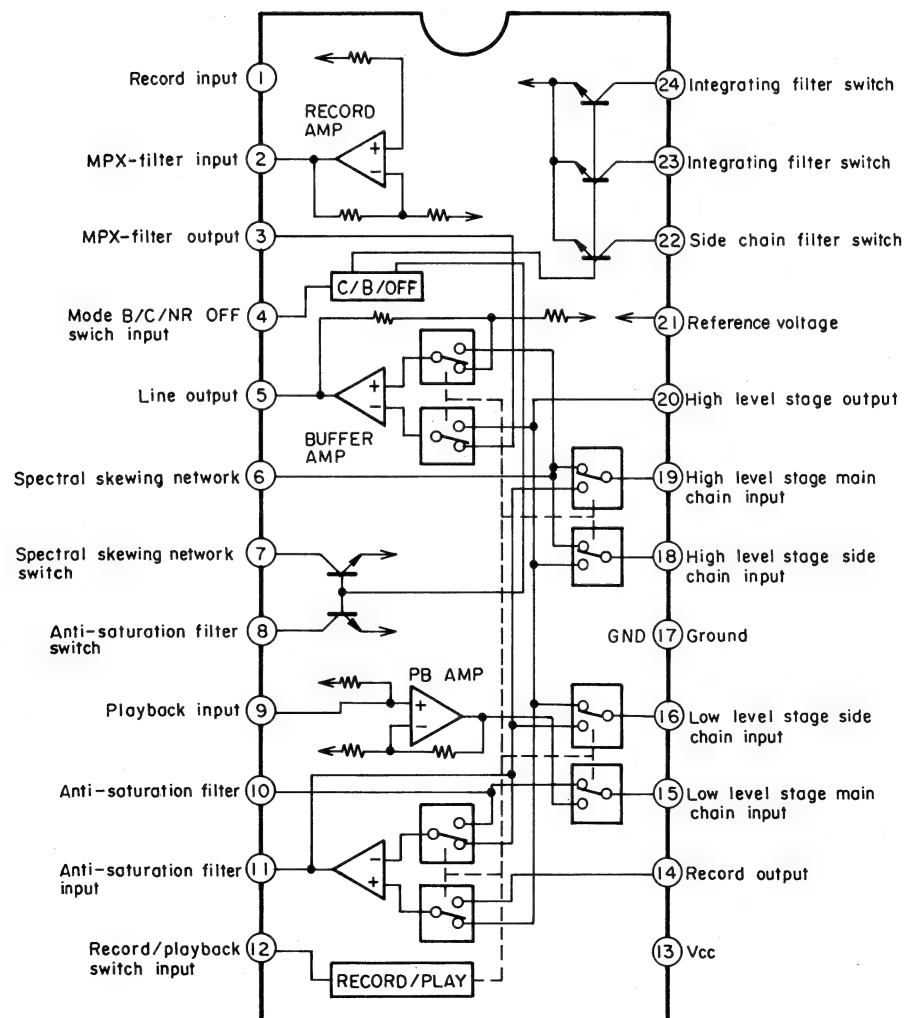 Record input 1
MPX-filter input 2
MPX-filter output 3
Mode B/C/NR OFF
swich input 4
Line output 5
Spectral skewing network 6
Spectral skewing network
switch 7
Anti-saturation filter
switch 8
Playback input 9
Anti-saturation filter 10
Anti-saturation filter
input 11
Record/playback
switch input 12
RECORD
AMP
+
−
C/B/OFF
+
−
BUFFER
AMP
PB AMP
+
−
−
+
RECORD/PLAY
24 Integrating filter switch
23 Integrating filter switch
22 Side chain filter switch
21 Reference voltage
20 High level stage output
19 High level stage main
chain input
18 High level stage side
chain input
GND 17 Ground
16 Low level stage side
chain input
15 Low level stage main
chain input
14 Record output
13 Vcc